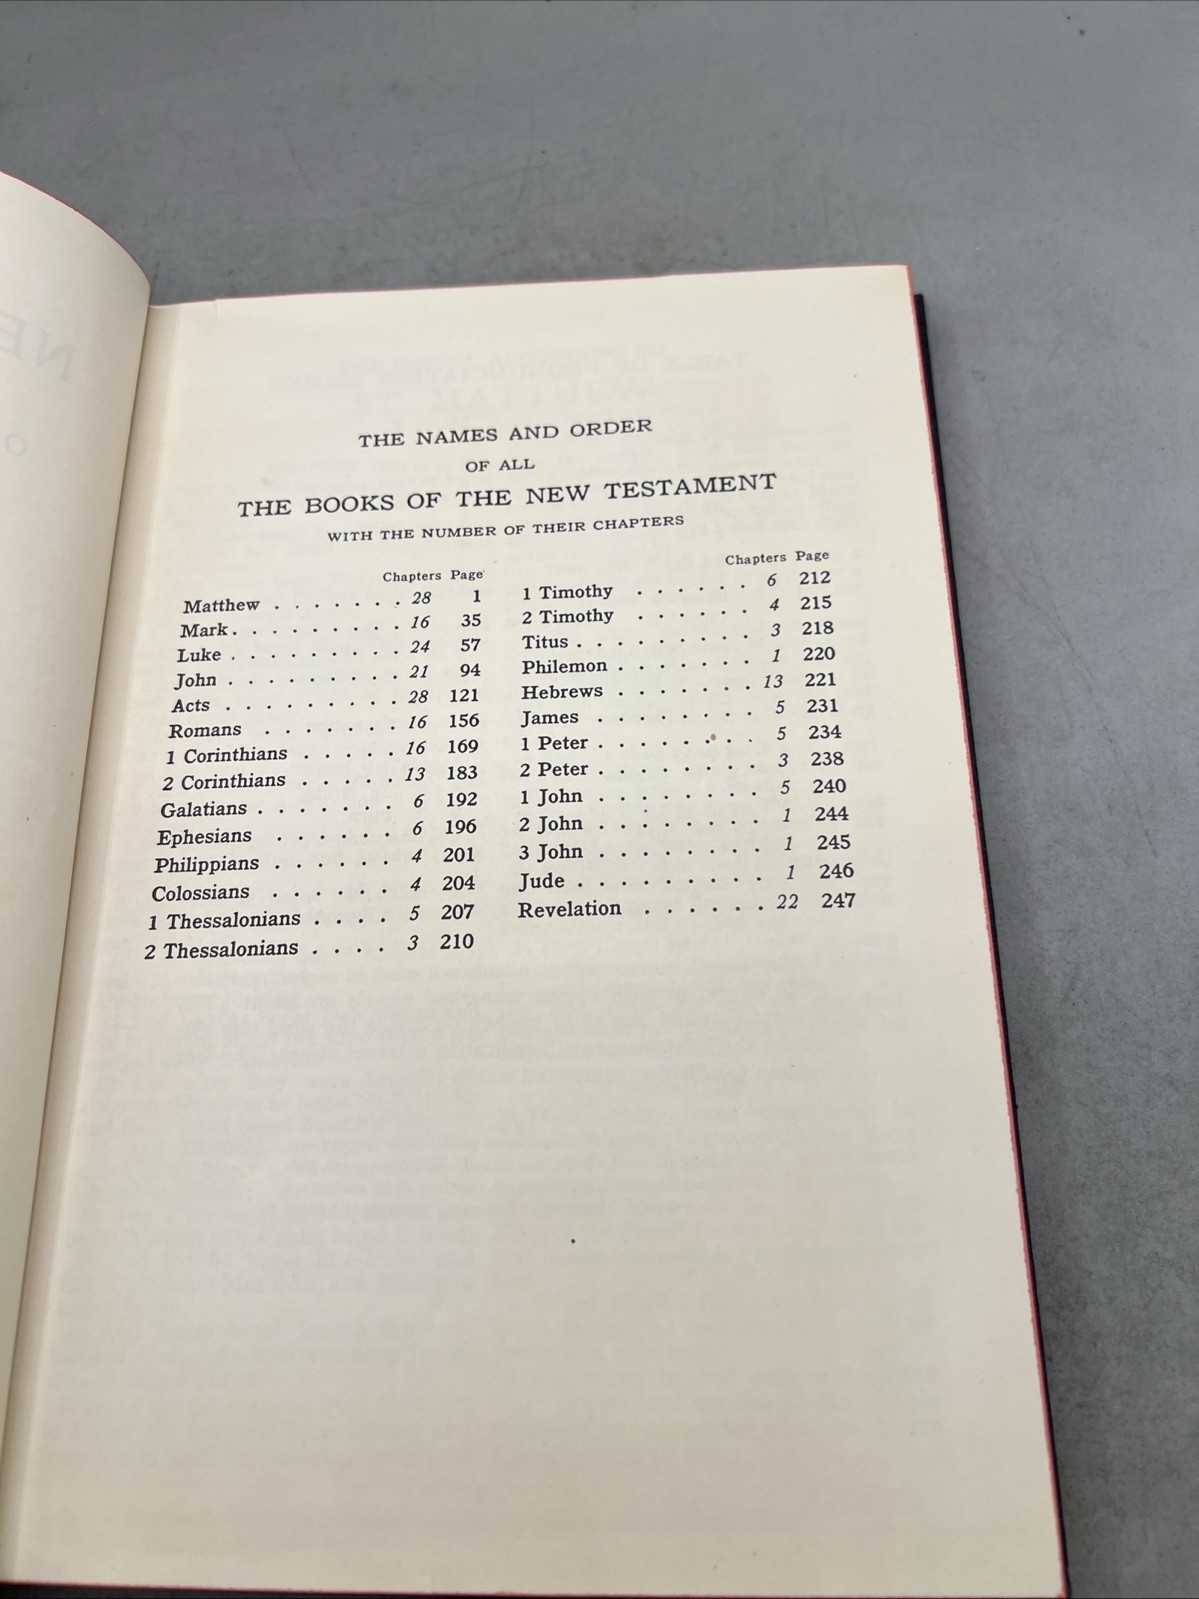 THE NAMES AND ORDER
OF ALL
THE BOOKS OF THE NEW TESTAMENT
WITH THE NUMBER OF THEIR CHAPTERS
Chapters Page
Matthew . . . . . . . 28 1
Mark . . . . . . . . . 16 35
Luke . . . . . . . . . 24 57
John . . . . . . . . . 21 94
Acts . . . . . . . . . 28 121
Romans . . . . . . . 16 156
1 Corinthians . . . . . 16 169
2 Corinthians . . . . . 13 183
Galatians . . . . . . . 6 192
Ephesians . . . . . . 6 196
Philippians . . . . . . 4 201
Colossians . . . . . . 4 204
1 Thessalonians . . . . 5 207
2 Thessalonians . . . . 3 210
Chapters Page
1 Timothy . . . . . . 6 212
2 Timothy . . . . . . 4 215
Titus . . . . . . . . . 3 218
Philemon . . . . . . . 1 220
Hebrews . . . . . . . 13 221
James . . . . . . . . 5 231
1 Peter . . . . . . . . 5 234
2 Peter . . . . . . . . 3 238
1 John . . . . . . . . 5 240
2 John . . . . . . . . 1 244
3 John . . . . . . . . 1 245
Jude . . . . . . . . . 1 246
Revelation . . . . . . 22 247